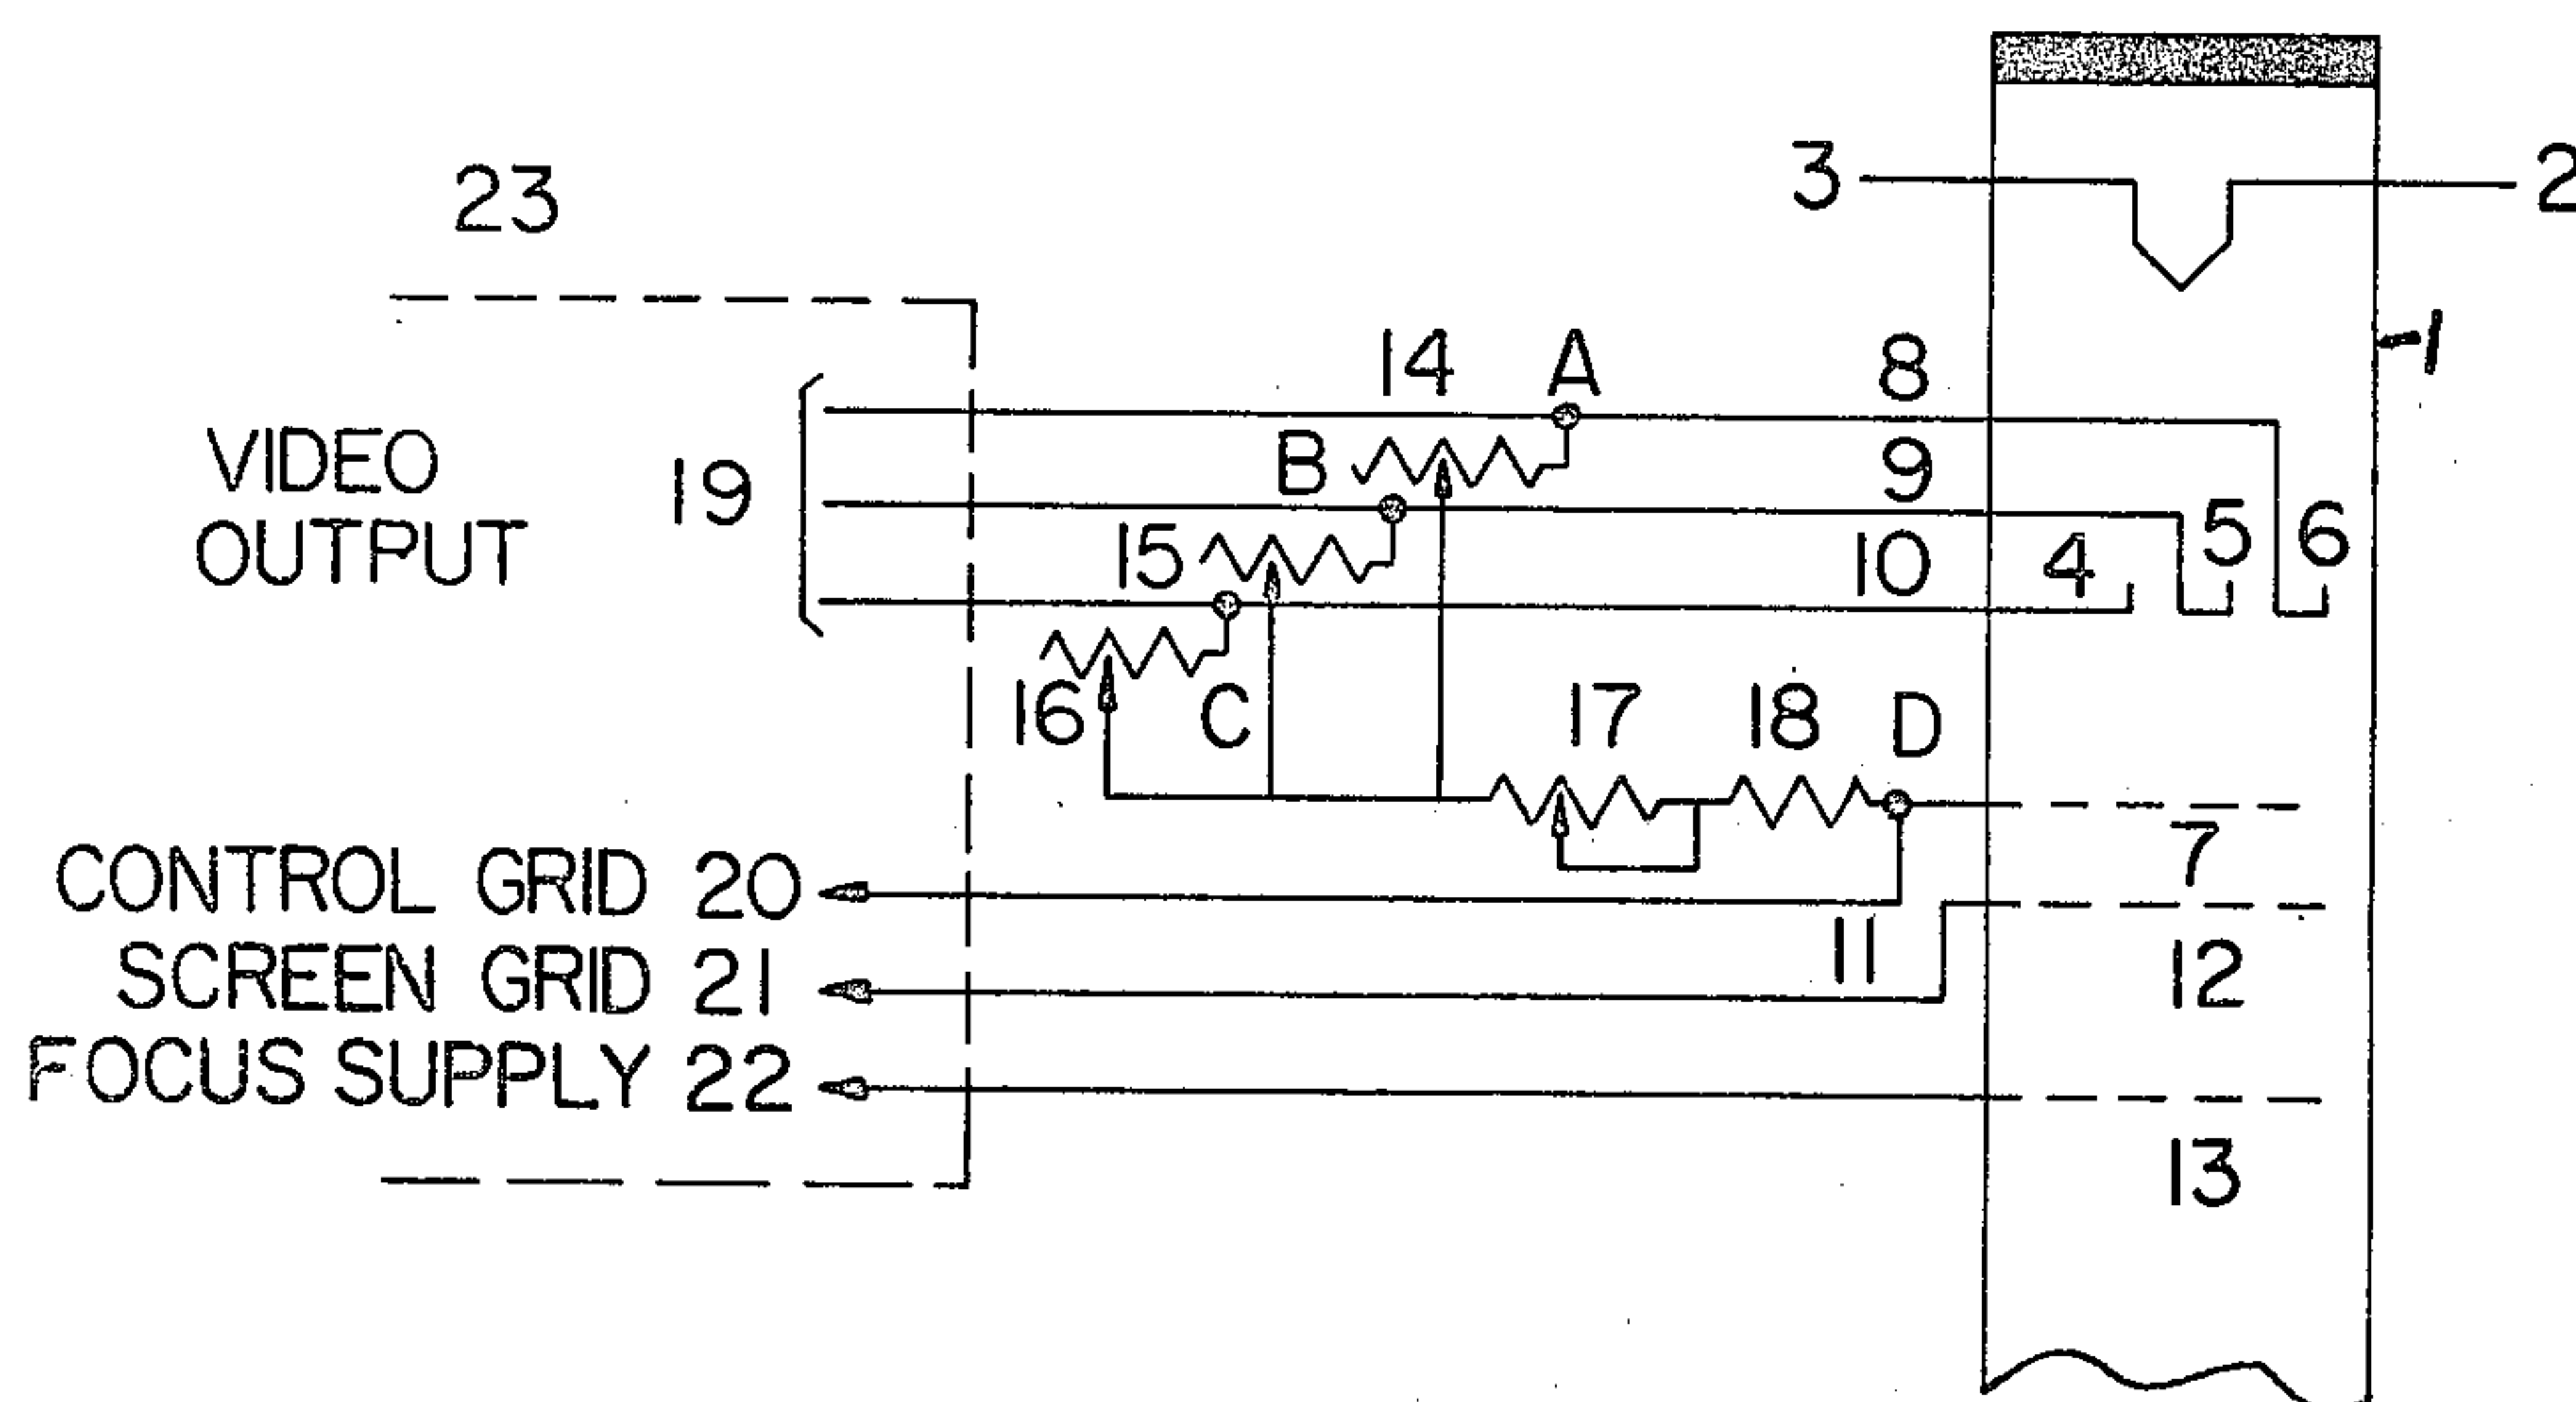 3
2
23
1
14 A 8
B 9
VIDEO
OUTPUT
19
15 10 4 5 6
16 C 17 18 D
7
CONTROL GRID 20
11
SCREEN GRID 21
12
FOCUS SUPPLY 22
13